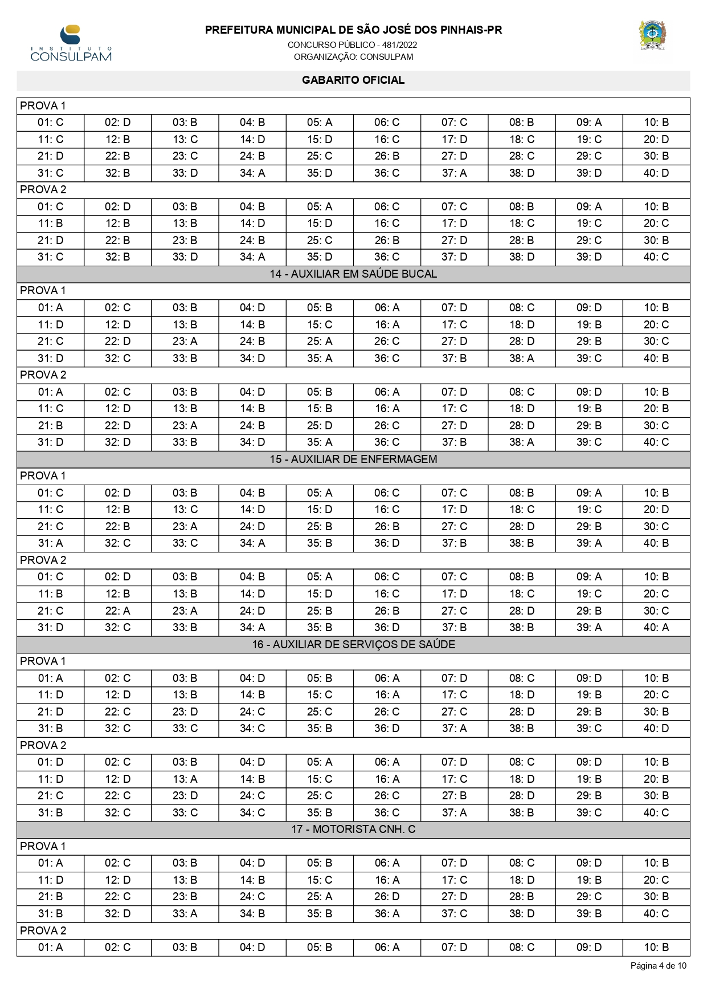 INSTITUTO
CONSULPAM
PREFEITURA MUNICIPAL DE SÃO JOSÉ DOS PINHAIS-PR
CONCURSO PÚBLICO - 481/2022
ORGANIZAÇÃO: CONSULPAM
GABARITO OFICIAL
PROVA 1
01: C 02: D 03: B 04: B 05: A 06: C 07: C 08: B 09: A 10: B
11: C 12: B 13: C 14: D 15: D 16: C 17: D 18: C 19: C 20: D
21: D 22: B 23: C 24: B 25: C 26: B 27: D 28: C 29: C 30: B
31: C 32: B 33: D 34: A 35: D 36: C 37: A 38: D 39: D 40: D
PROVA 2
01: C 02: D 03: B 04: B 05: A 06: C 07: C 08: B 09: A 10: B
11: B 12: B 13: B 14: D 15: D 16: C 17: D 18: C 19: C 20: C
21: D 22: B 23: B 24: B 25: C 26: B 27: D 28: B 29: C 30: B
31: C 32: B 33: D 34: A 35: D 36: C 37: D 38: D 39: D 40: C
14 - AUXILIAR EM SAÚDE BUCAL
PROVA 1
01: A 02: C 03: B 04: D 05: B 06: A 07: D 08: C 09: D 10: B
11: D 12: D 13: B 14: B 15: C 16: A 17: C 18: D 19: B 20: C
21: C 22: D 23: A 24: B 25: A 26: C 27: D 28: D 29: B 30: C
31: D 32: C 33: B 34: D 35: A 36: C 37: B 38: A 39: C 40: B
PROVA 2
01: A 02: C 03: B 04: D 05: B 06: A 07: D 08: C 09: D 10: B
11: C 12: D 13: B 14: B 15: B 16: A 17: C 18: D 19: B 20: B
21: B 22: D 23: A 24: B 25: D 26: C 27: D 28: D 29: B 30: C
31: D 32: D 33: B 34: D 35: A 36: C 37: B 38: A 39: C 40: C
15 - AUXILIAR DE ENFERMAGEM
PROVA 1
01: C 02: D 03: B 04: B 05: A 06: C 07: C 08: B 09: A 10: B
11: C 12: B 13: C 14: D 15: D 16: C 17: D 18: C 19: C 20: D
21: C 22: B 23: A 24: D 25: B 26: B 27: C 28: D 29: B 30: C
31: A 32: C 33: C 34: A 35: B 36: D 37: B 38: B 39: A 40: B
PROVA 2
01: C 02: D 03: B 04: B 05: A 06: C 07: C 08: B 09: A 10: B
11: B 12: B 13: B 14: D 15: D 16: C 17: D 18: C 19: C 20: C
21: C 22: A 23: A 24: D 25: B 26: B 27: C 28: D 29: B 30: C
31: D 32: C 33: B 34: A 35: B 36: D 37: B 38: B 39: A 40: A
16 - AUXILIAR DE SERVIÇOS DE SAÚDE
PROVA 1
01: A 02: C 03: B 04: D 05: B 06: A 07: D 08: C 09: D 10: B
11: D 12: D 13: B 14: B 15: C 16: A 17: C 18: D 19: B 20: C
21: D 22: C 23: D 24: C 25: C 26: C 27: C 28: D 29: B 30: B
31: B 32: C 33: C 34: C 35: B 36: D 37: A 38: B 39: C 40: D
PROVA 2
01: D 02: C 03: B 04: D 05: A 06: A 07: D 08: C 09: D 10: B
11: D 12: D 13: A 14: B 15: C 16: A 17: C 18: D 19: B 20: B
21: C 22: C 23: D 24: C 25: C 26: C 27: B 28: D 29: B 30: B
31: B 32: C 33: C 34: C 35: B 36: C 37: A 38: B 39: C 40: C
17 - MOTORISTA CNH. C
PROVA 1
01: A 02: C 03: B 04: D 05: B 06: A 07: D 08: C 09: D 10: B
11: D 12: D 13: B 14: B 15: C 16: A 17: C 18: D 19: B 20: C
21: B 22: C 23: B 24: C 25: A 26: D 27: D 28: B 29: C 30: B
31: B 32: D 33: A 34: B 35: B 36: A 37: C 38: D 39: B 40: C
PROVA 2
01: A 02: C 03: B 04: D 05: B 06: A 07: D 08: C 09: D 10: B
Página 4 de 10